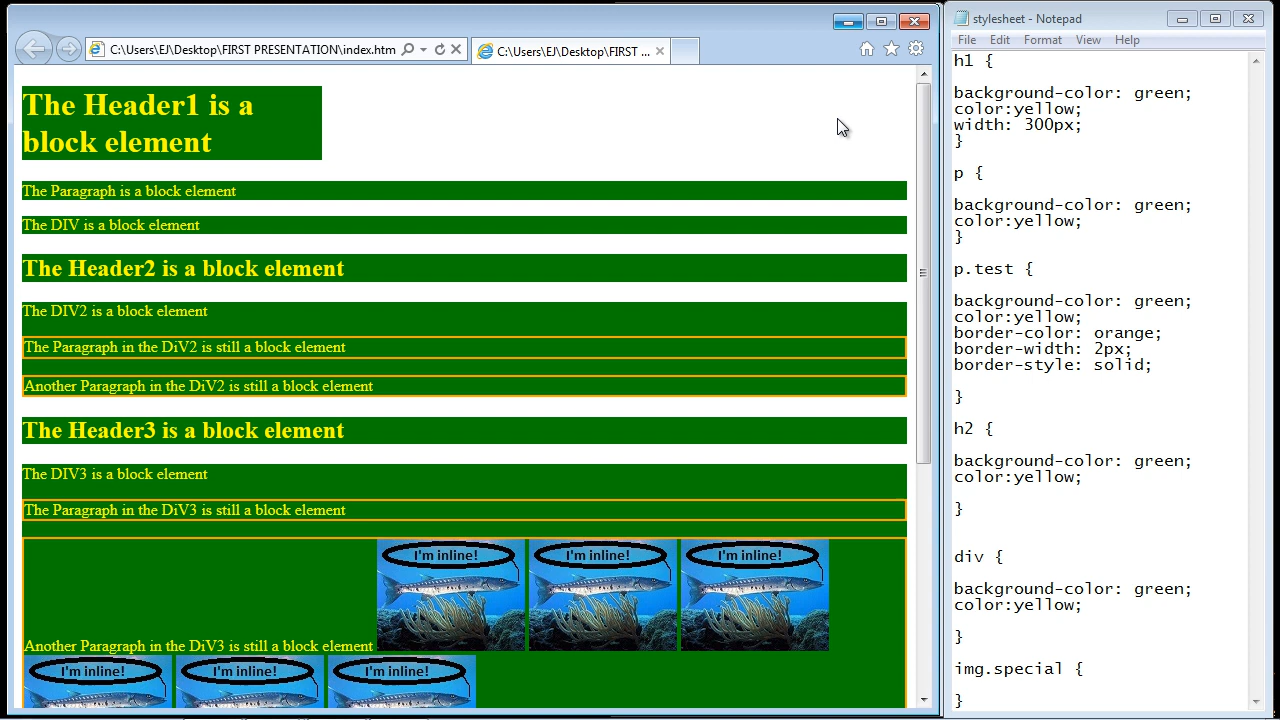 C:\Users\EJ\Desktop\FIRST PRESENTATION\index.htm
C:\Users\EJ\Desktop\FIRST ...
The Header1 is a
block element
The Paragraph is a block element
The DIV is a block element
The Header2 is a block element
The DIV2 is a block element
The Paragraph in the DiV2 is still a block element
Another Paragraph in the DiV2 is still a block element
The Header3 is a block element
The DIV3 is a block element
The Paragraph in the DiV3 is still a block element
I'm inline! I'm inline! I'm inline!
Another Paragraph in the DiV3 is still a block element
I'm inline! I'm inline! I'm inline!
stylesheet - Notepad
File Edit Format View Help
h1 {
background-color: green;
color:yellow;
width: 300px;
}
p {
background-color: green;
color:yellow;
}
p.test {
background-color: green;
color:yellow;
border-color: orange;
border-width: 2px;
border-style: solid;
}
h2 {
background-color: green;
color:yellow;
}
div {
background-color: green;
color:yellow;
}
img.special {
}